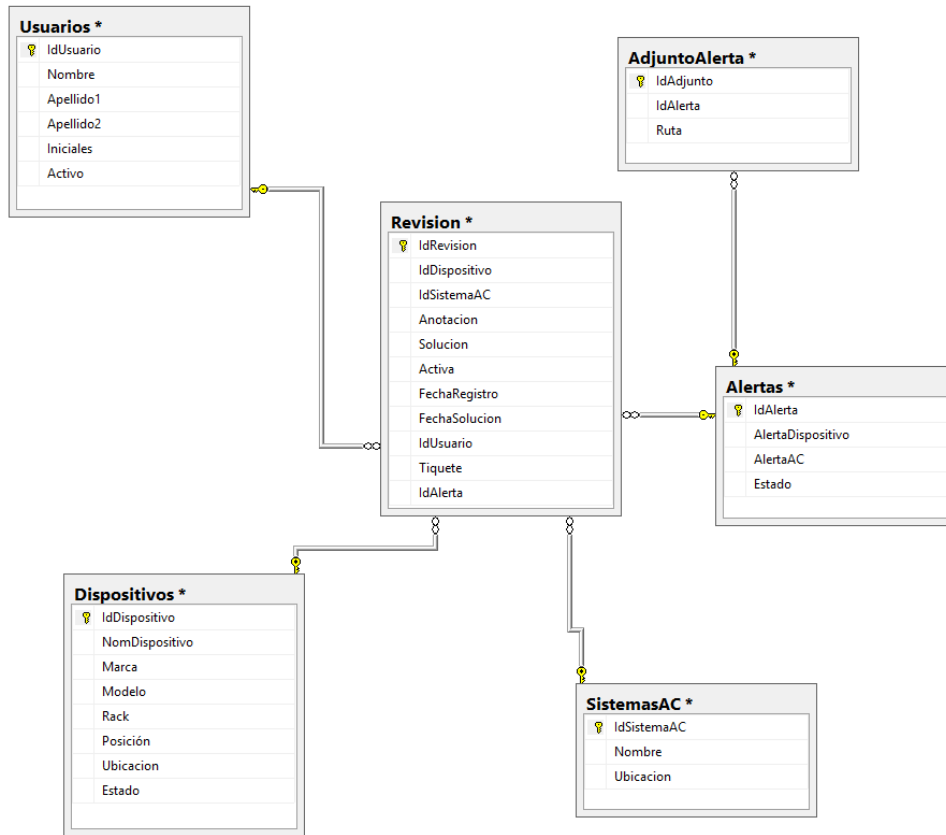 Usuarios *
IdUsuario
Nombre
Apellido1
Apellido2
Iniciales
Activo
AdjuntoAlerta *
IdAdjunto
IdAlerta
Ruta
Revision *
IdRevision
IdDispositivo
IdSistemaAC
Anotacion
Solucion
Activa
FechaRegistro
FechaSolucion
IdUsuario
Tiquete
IdAlerta
Alertas *
IdAlerta
AlertaDispositivo
AlertaAC
Estado
Dispositivos *
IdDispositivo
NomDispositivo
Marca
Modelo
Rack
Posición
Ubicacion
Estado
SistemasAC *
IdSistemaAC
Nombre
Ubicacion